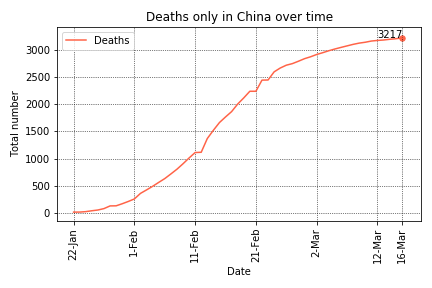 Deaths only in China over time
Deaths
3217
Total number
3000
2500
2000
1500
1000
500
0
22-Jan
1-Feb
11-Feb
21-Feb
2-Mar
12-Mar
16-Mar
Date